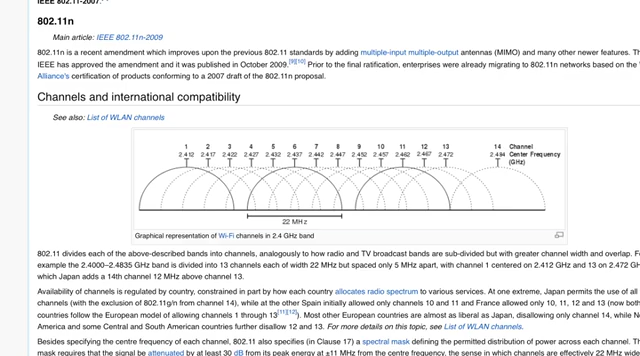 IEEE 802.11-2007.
802.11n
Main article: IEEE 802.11n-2009
802.11n is a recent amendment which improves upon the previous 802.11 standards by adding multiple-input multiple-output antennas (MIMO) and many other newer features. Th
IEEE has approved the amendment and it was published in October 2009.[9][10] Prior to the final ratification, enterprises were already migrating to 802.11n networks based on the W
Alliance's certification of products conforming to a 2007 draft of the 802.11n proposal.
Channels and international compatibility
See also: List of WLAN channels
1 2 3 4 5 6 7 8 9 10 11 12 13 14 Channel
2.412 2.417 2.422 2.427 2.432 2.437 2.442 2.447 2.452 2.457 2.462 2.467 2.472 2.484 Center Frequency
(GHz)
22 MHz
Graphical representation of Wi-Fi channels in 2.4 GHz band
802.11 divides each of the above-described bands into channels, analogously to how radio and TV broadcast bands are sub-divided but with greater channel width and overlap. Fo
example the 2.4000–2.4835 GHz band is divided into 13 channels each of width 22 MHz but spaced only 5 MHz apart, with channel 1 centered on 2.412 GHz and 13 on 2.472 GH
which Japan adds a 14th channel 12 MHz above channel 13.
Availability of channels is regulated by country, constrained in part by how each country allocates radio spectrum to various services. At one extreme, Japan permits the use of all
channels (with the exclusion of 802.11g/n from channel 14), while at the other Spain initially allowed only channels 10 and 11 and France allowed only 10, 11, 12 and 13 (now both
countries follow the European model of allowing channels 1 through 13[11][12]). Most other European countries are almost as liberal as Japan, disallowing only channel 14, while No
America and some Central and South American countries further disallow 12 and 13. For more details on this topic, see List of WLAN channels.
Besides specifying the centre frequency of each channel, 802.11 also specifies (in Clause 17) a spectral mask defining the permitted distribution of power across each channel. The
mask requires that the signal be attenuated by at least 30 dB from its peak energy at ±11 MHz from the centre frequency, the sense in which channels are effectively 22 MHz wide